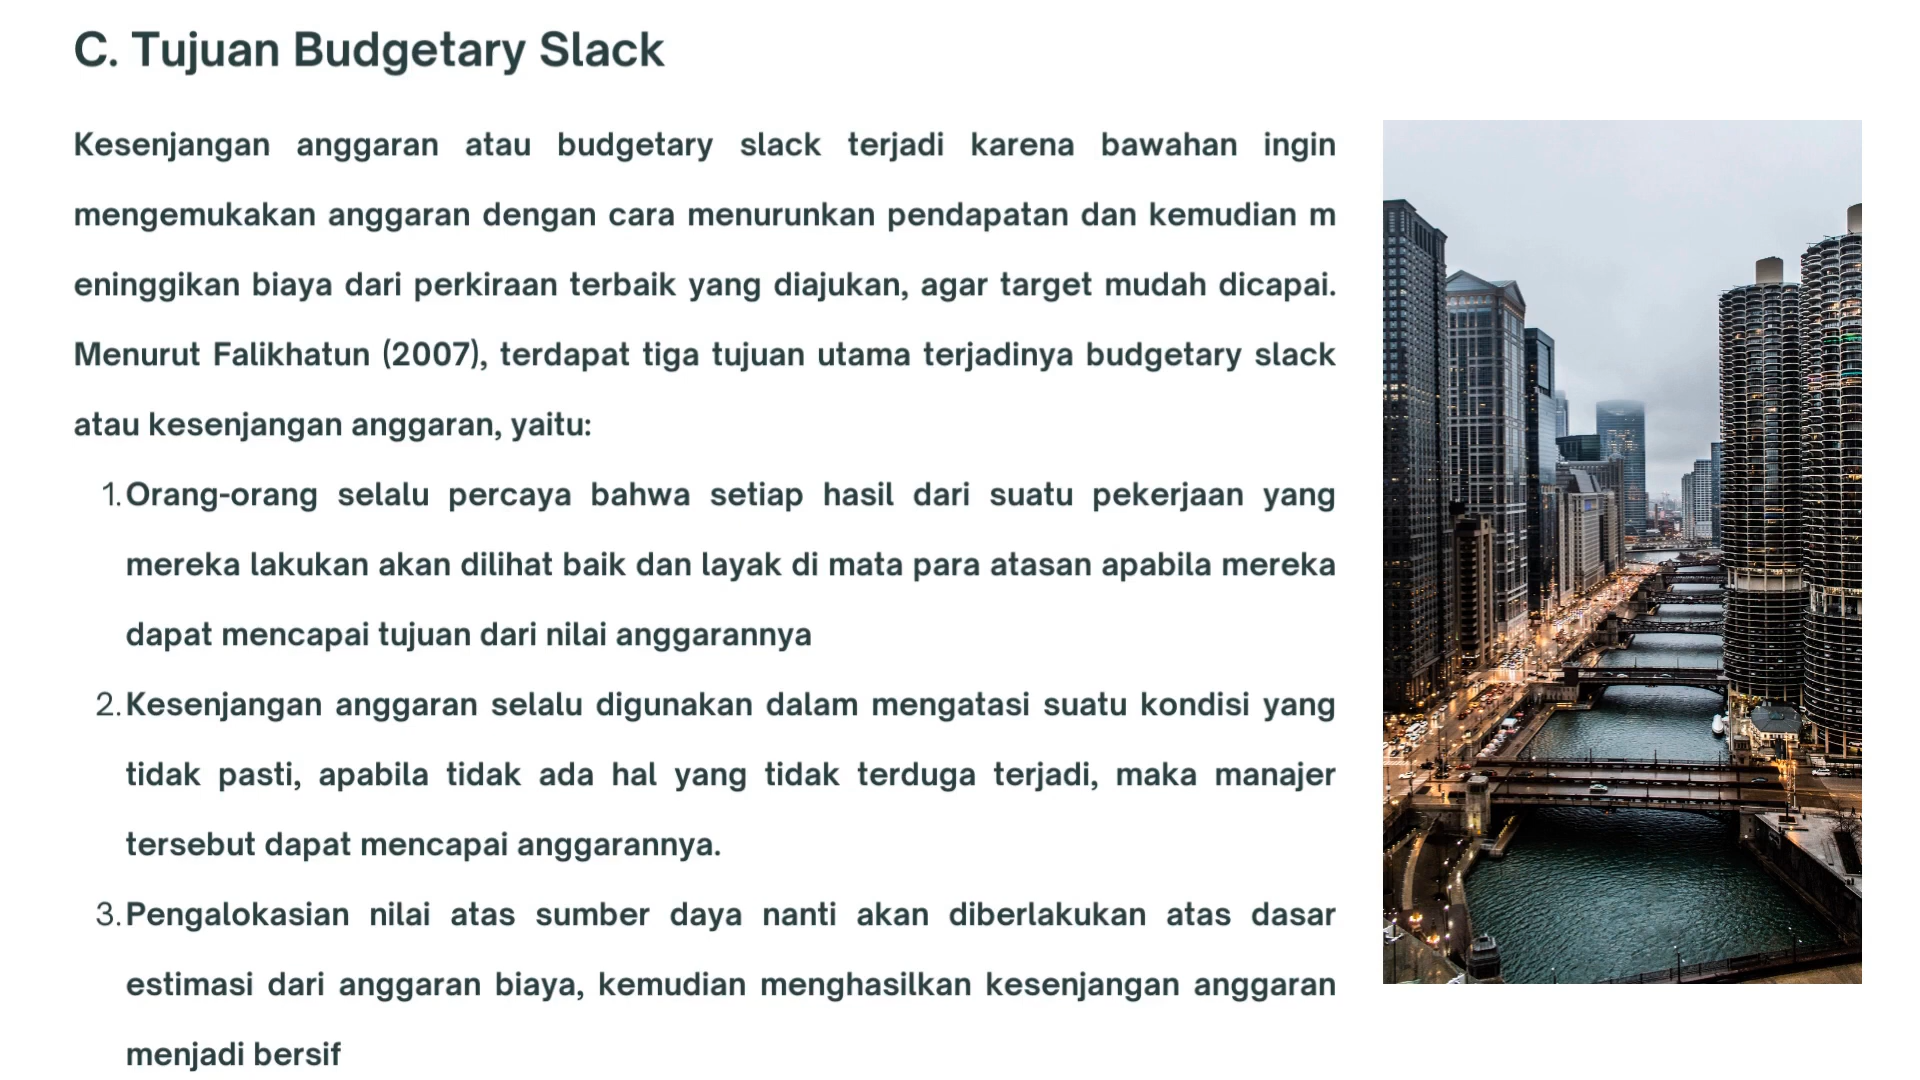 C. Tujuan Budgetary Slack
Kesenjangan anggaran atau budgetary slack terjadi karena bawahan ingin
mengemukakan anggaran dengan cara menurunkan pendapatan dan kemudian m
eninggikan biaya dari perkiraan terbaik yang diajukan, agar target mudah dicapai.
Menurut Falikhatun (2007), terdapat tiga tujuan utama terjadinya budgetary slack
atau kesenjangan anggaran, yaitu:
1. Orang-orang selalu percaya bahwa setiap hasil dari suatu pekerjaan yang
mereka lakukan akan dilihat baik dan layak di mata para atasan apabila mereka
dapat mencapai tujuan dari nilai anggarannya
2. Kesenjangan anggaran selalu digunakan dalam mengatasi suatu kondisi yang
tidak pasti, apabila tidak ada hal yang tidak terduga terjadi, maka manajer
tersebut dapat mencapai anggarannya.
3. Pengalokasian nilai atas sumber daya nanti akan diberlakukan atas dasar
estimasi dari anggaran biaya, kemudian menghasilkan kesenjangan anggaran
menjadi bersif